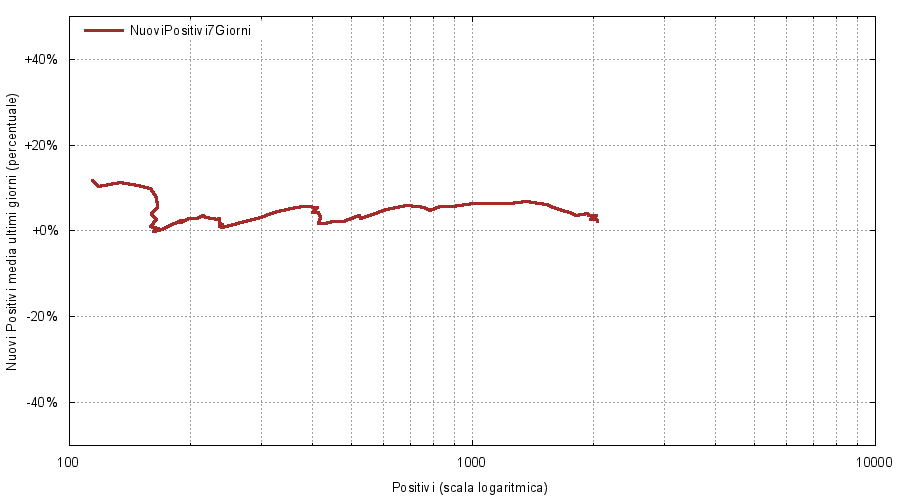 NuoviPositivi7Giorni
+40%
+20%
+0%
-20%
-40%
Nuovi Positivi media ultimi giorni (percentuale)
100
1000
10000
Positivi (scala logaritmica)